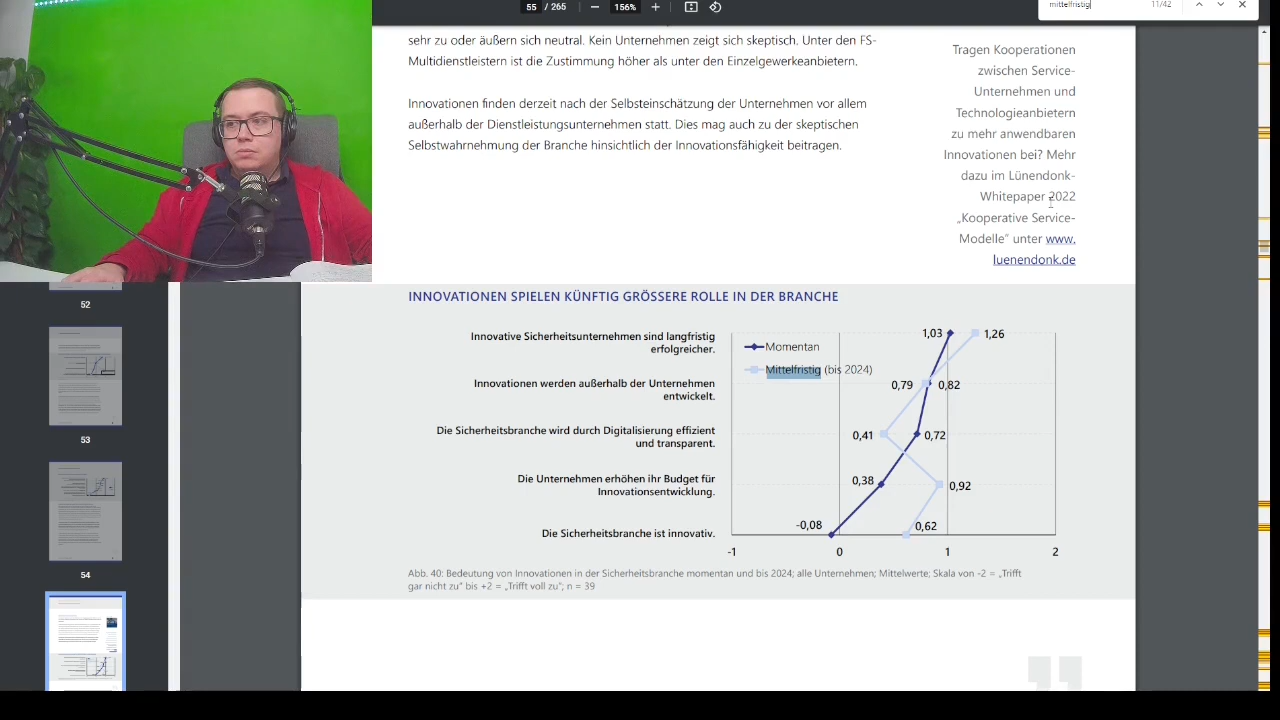 55 / 265
156%
mittelfristig
11/42
sehr zu oder äußern sich neutral. Kein Unternehmen zeigt sich skeptisch. Unter den FS-
Multidienstleistern ist die Zustimmung höher als unter den Einzelgewerkeanbietern.
Innovationen finden derzeit nach der Selbsteinschätzung der Unternehmen vor allem
außerhalb der Dienstleistungsunternehmen statt. Dies mag auch zu der skeptischen
Selbstwahrnehmung der Branche hinsichtlich der Innovationsfähigkeit beitragen.
Tragen Kooperationen
zwischen Service-
Unternehmen und
Technologieanbietern
zu mehr anwendbaren
Innovationen bei? Mehr
dazu im Lünendonk-
Whitepaper 2022
„Kooperative Service-
Modelle" unter www.
luenendonk.de
52
53
54
INNOVATIONEN SPIELEN KÜNFTIG GRÖSSERE ROLLE IN DER BRANCHE
Innovative Sicherheitsunternehmen sind langfristig
erfolgreicher.
Innovationen werden außerhalb der Unternehmen
entwickelt.
Die Sicherheitsbranche wird durch Digitalisierung effizient
und transparent.
Die Unternehmen erhöhen ihr Budget für
Innovationsentwicklung.
Die Sicherheitsbranche ist innovativ.
Momentan
Mittelfristig (bis 2024)
1,03
1,26
0,79
0,82
0,41
0,72
0,38
0,92
-0,08
0,62
-1
0
1
2
Abb. 40: Bedeutung von Innovationen in der Sicherheitsbranche momentan und bis 2024; alle Unternehmen; Mittelwerte; Skala von -2 = „Trifft
gar nicht zu" bis +2 = „Trifft voll zu"; n = 39